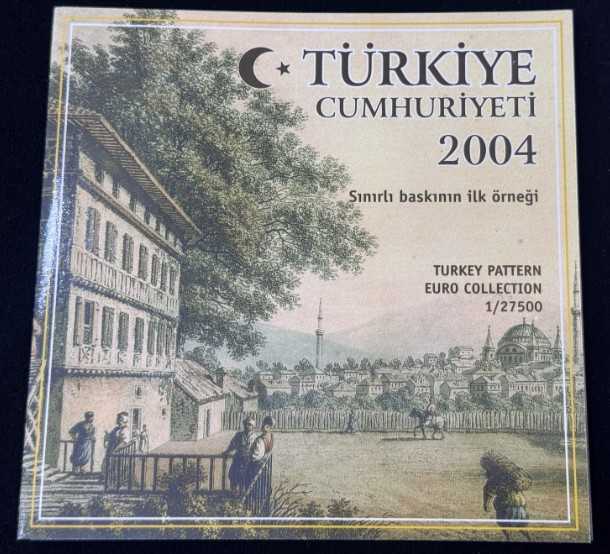 TÜRKİYE
CUMHURİYETİ
2004
Sınırlı baskının ilk örneği
TURKEY PATTERN
EURO COLLECTION
1/27500